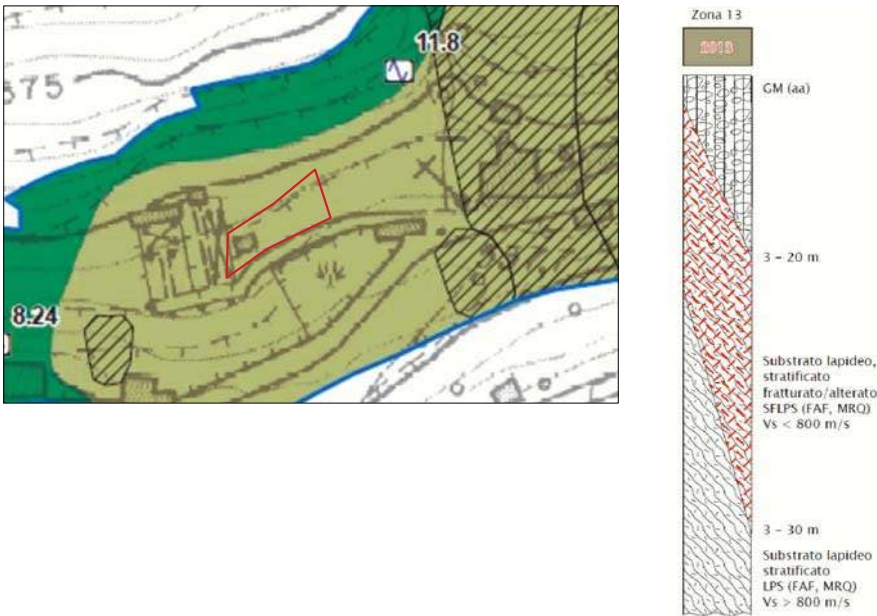 11.8
375
8.24
Zona 13
2013
GM (aa)
3 - 20 m
Substrato lapideo,
stratificato
fratturato/alterato
SFLPS (FAF, MRQ)
Vs < 800 m/s
3 - 30 m
Substrato lapideo
stratificato
LPS (FAF, MRQ)
Vs > 800 m/s